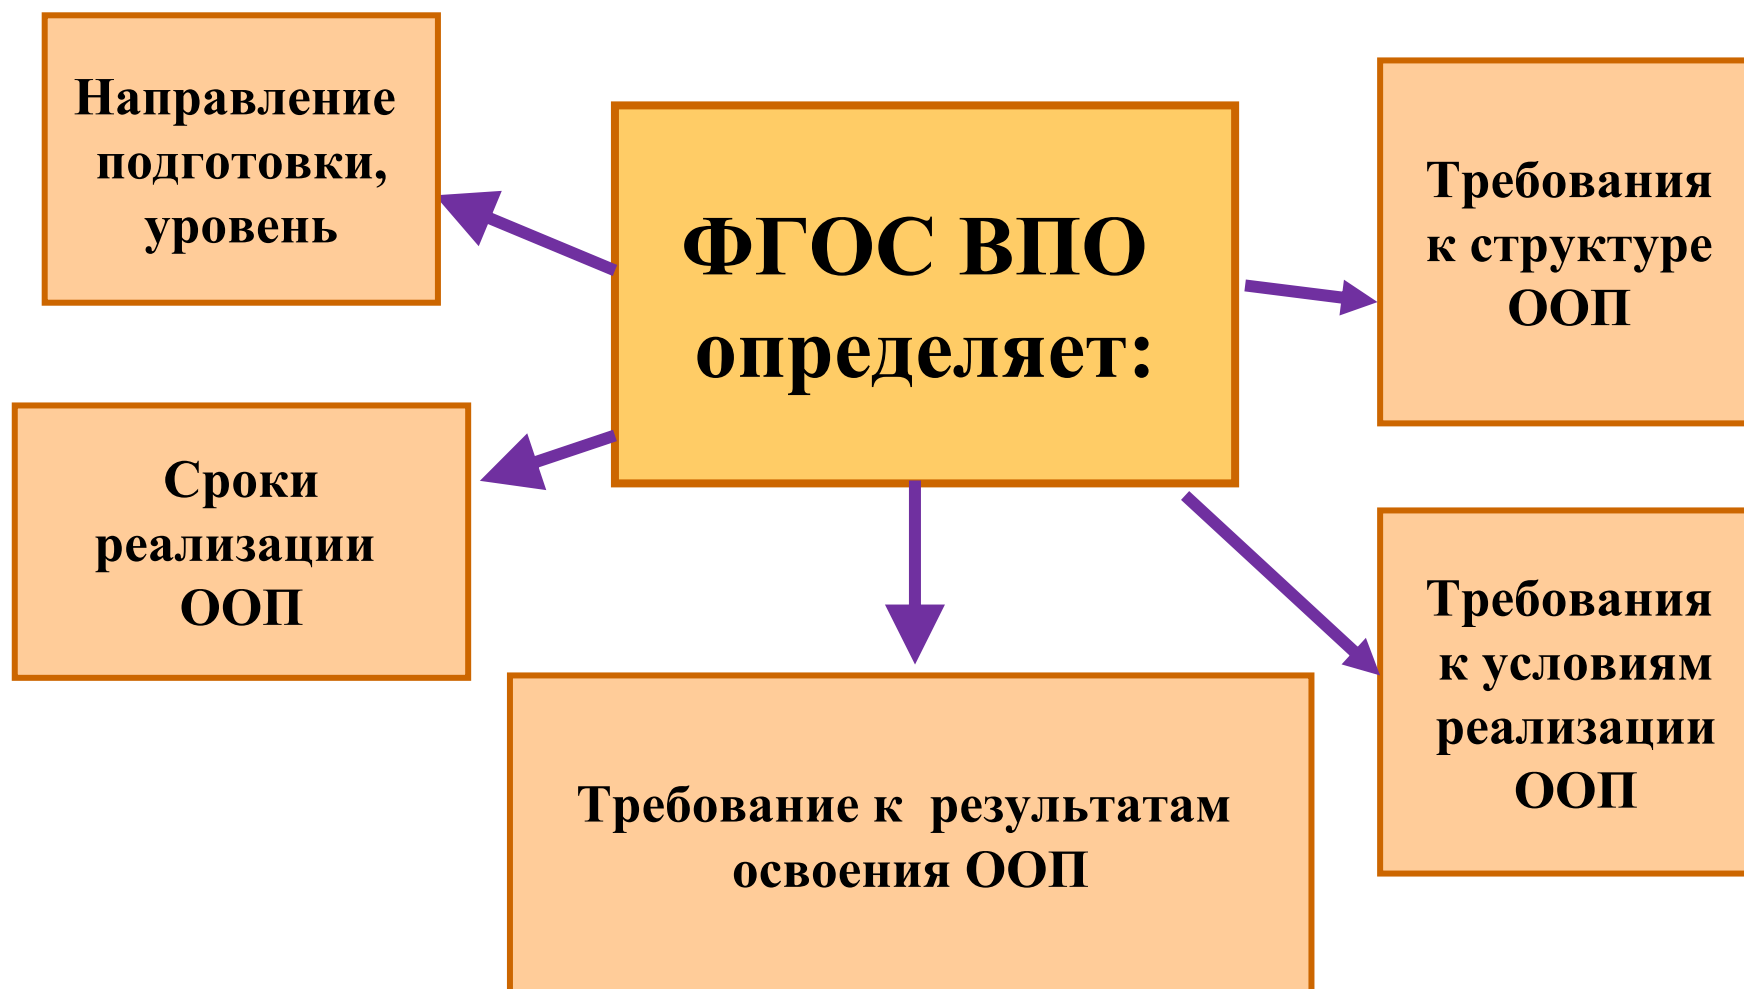 Направление
подготовки,
уровень
ФГОС ВПО
определяет:
Требования
к структуре
ООП
Сроки
реализации
ООП
Требования
к условиям
реализации
ООП
Требование к  результатам
освоения ООП